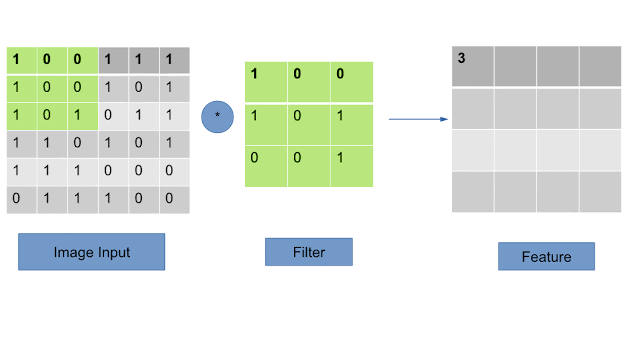 1 0 0 1 1 1
1 0 0 1 0 1
1 0 1 0 1 1
1 1 0 1 0 1
1 1 1 0 0 0
0 1 1 1 0 0
*
1 0 0
1 0 1
0 0 1
3
Image Input
Filter
Feature